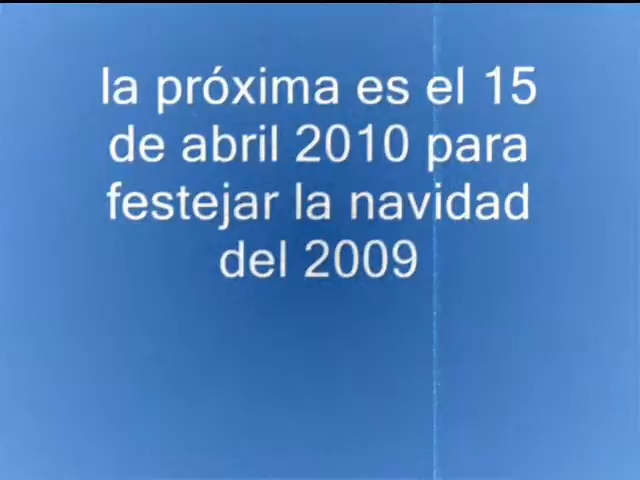 la próxima es el 15
de abril 2010 para
festejar la navidad
del 2009